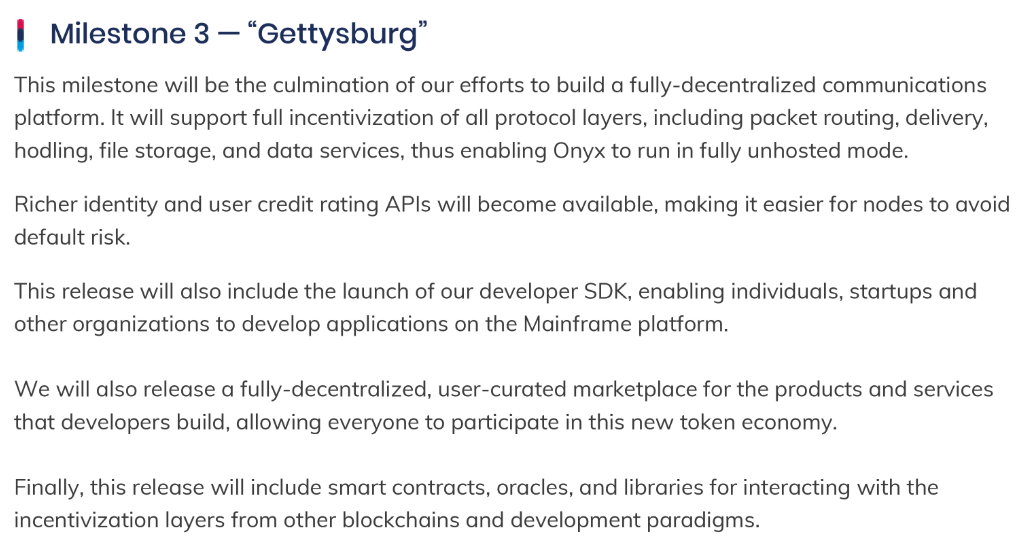 Milestone 3 — “Gettysburg”
This milestone will be the culmination of our efforts to build a fully-decentralized communications
platform. It will support full incentivization of all protocol layers, including packet routing, delivery,
hodling, file storage, and data services, thus enabling Onyx to run in fully unhosted mode.
Richer identity and user credit rating APIs will become available, making it easier for nodes to avoid
default risk.
This release will also include the launch of our developer SDK, enabling individuals, startups and
other organizations to develop applications on the Mainframe platform.
We will also release a fully-decentralized, user-curated marketplace for the products and services
that developers build, allowing everyone to participate in this new token economy.
Finally, this release will include smart contracts, oracles, and libraries for interacting with the
incentivization layers from other blockchains and development paradigms.